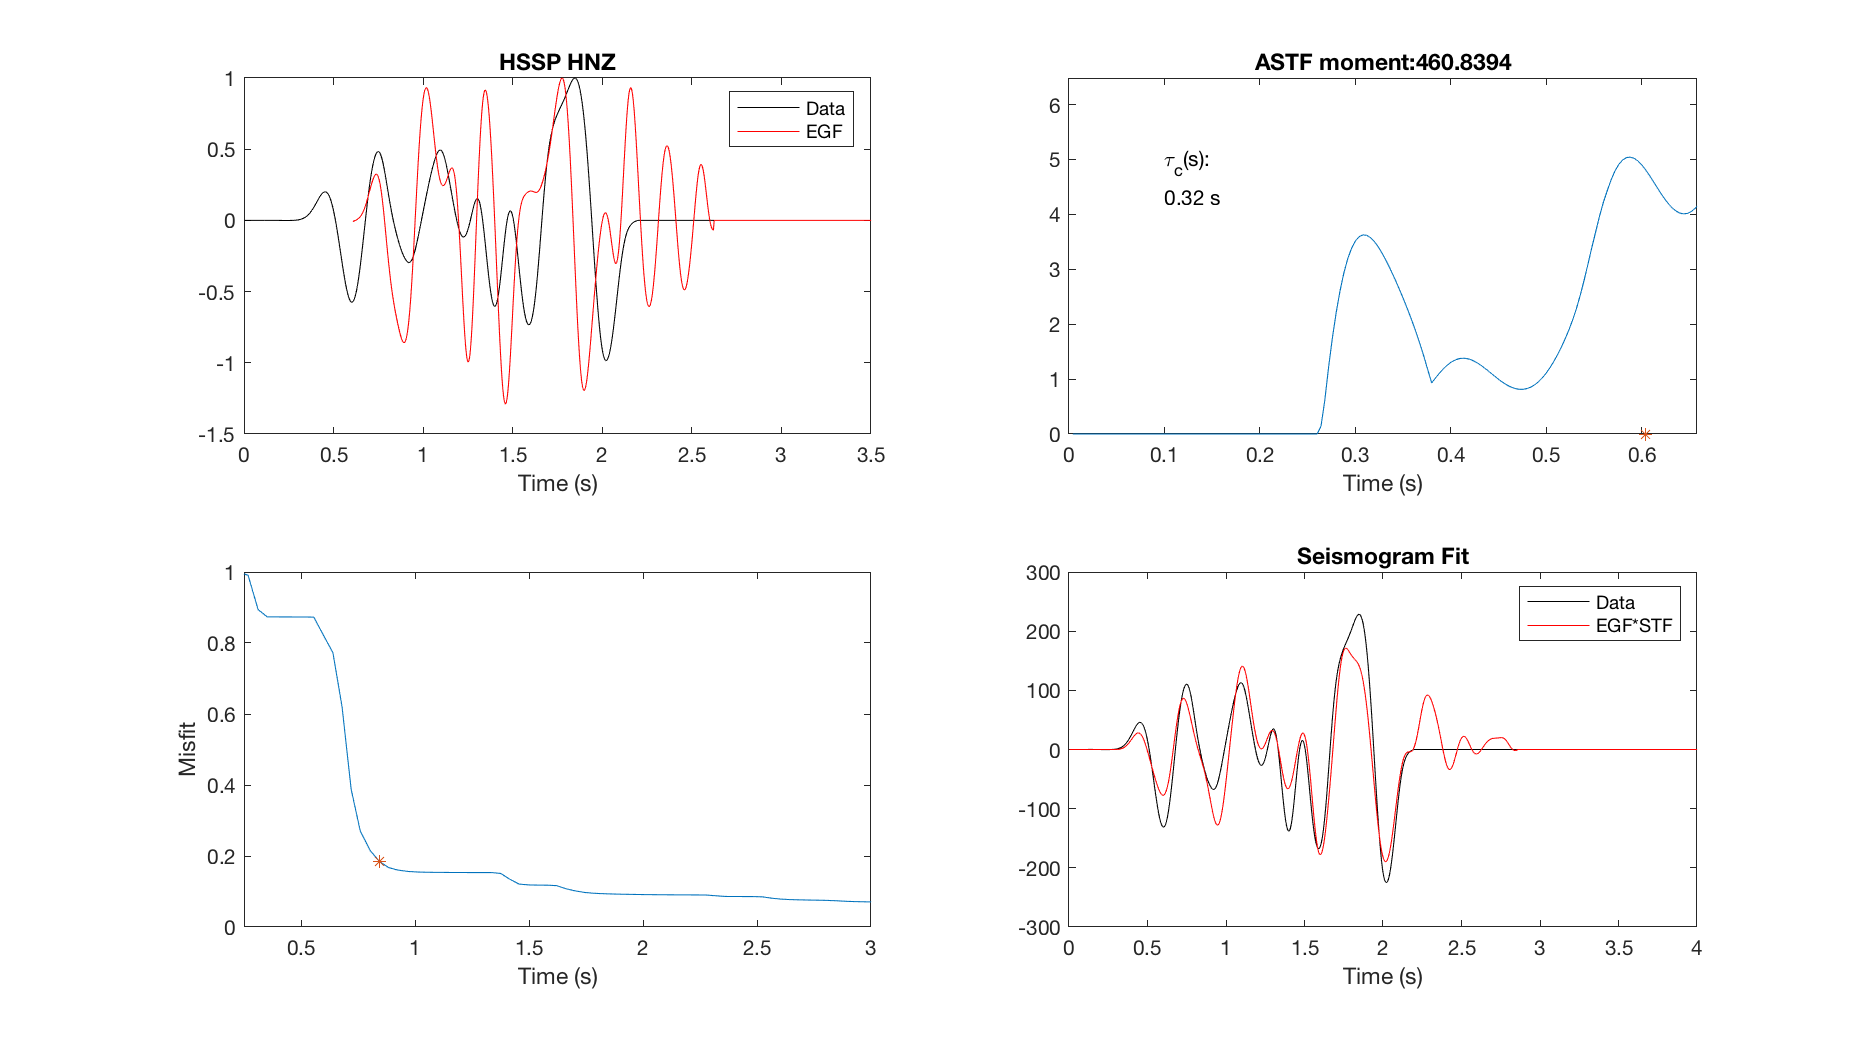 HSSP HNZ
1
0.5
0
-0.5
-1
-1.5
0 0.5 1 1.5 2 2.5 3 3.5
Time (s)
Data
EGF
ASTF moment:460.8394
6
5
4
3
2
1
0
0 0.1 0.2 0.3 0.4 0.5 0.6
Time (s)
τc(s):
0.32 s
1
0.8
0.6
0.4
0.2
0
Misfit
0.5 1 1.5 2 2.5 3
Time (s)
Seismogram Fit
300
200
100
0
-100
-200
-300
0 0.5 1 1.5 2 2.5 3 3.5 4
Time (s)
Data
EGF*STF